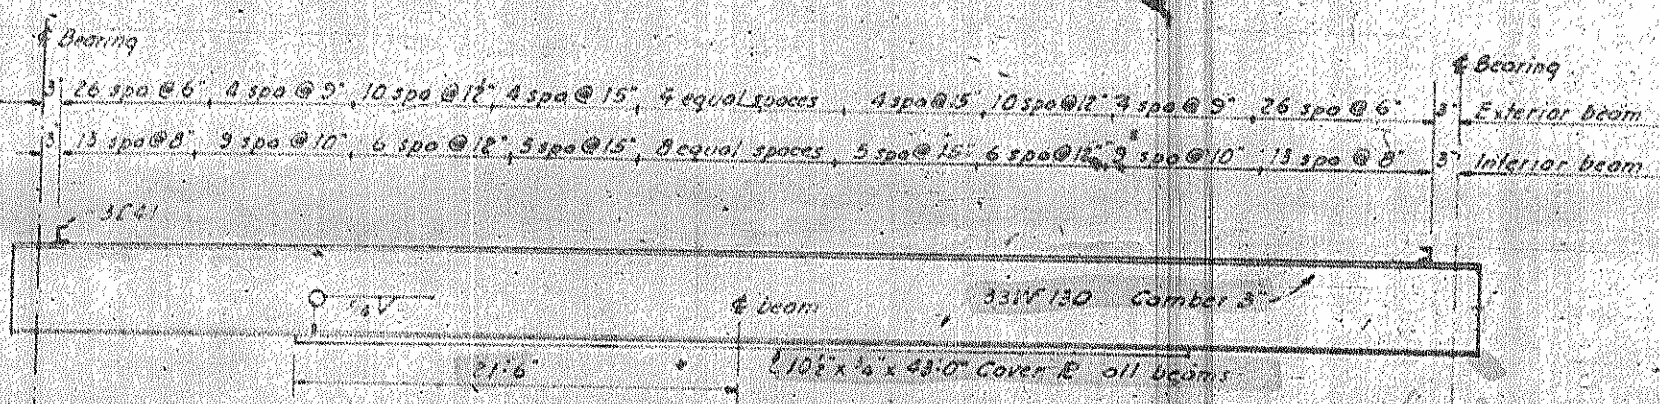 ℄ Bearing
℄ Bearing
3" 26 spa @ 6" 4 spa @ 9" 10 spa @ 12" 4 spa @ 15" 4 equal spaces 4 spa @ 15" 10 spa @ 12" 4 spa @ 9" 26 spa @ 6" 3" Exterior beam
3" 13 spa @ 8" 9 spa @ 10" 6 spa @ 12" 5 spa @ 15" 8 equal spaces 5 spa @ 15" 6 spa @ 12" 9 spa @ 10" 13 spa @ 8" 3" Interior beam
33W 130 Camber 3"
℄ beam
21'-6"
10½" x x 43'-0" Cover ℙ all beams